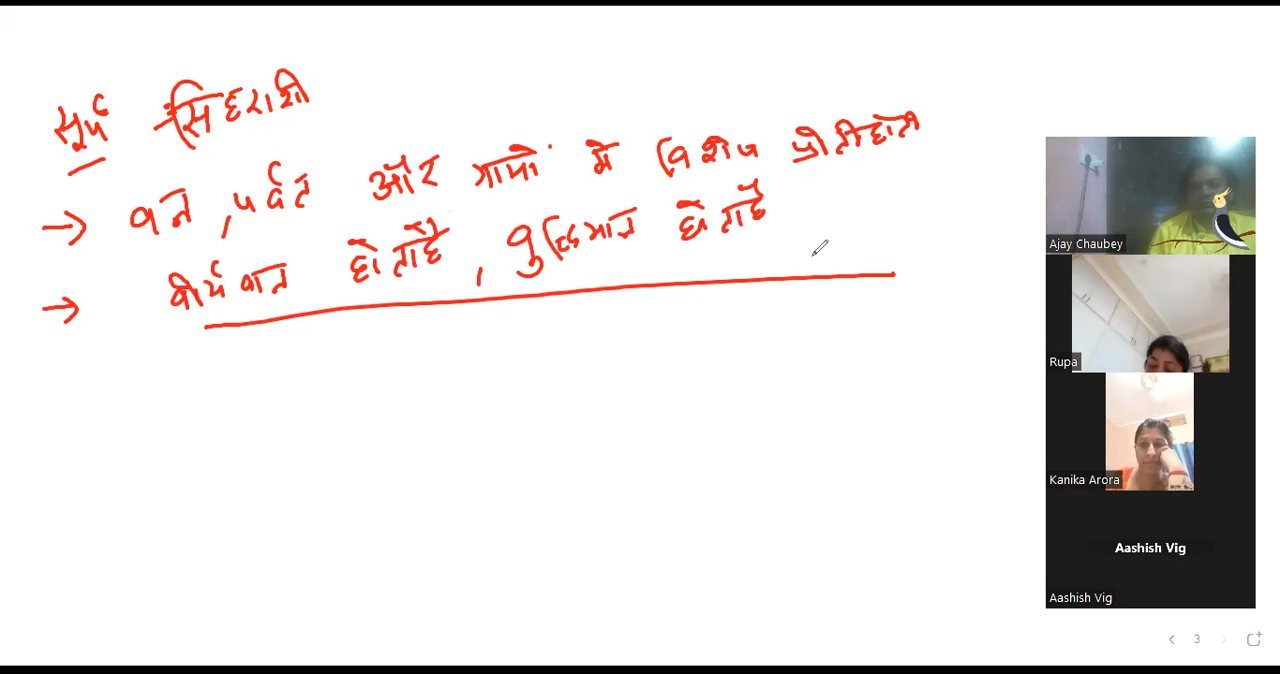 सूर्य सिंहराशी
→ वन, पर्वत और गायों में विशेष प्रीती होती
→ वीर्यवान होता है, बुद्धिमान होता है
Ajay Chaubey
Rupa
Kanika Arora
Aashish Vig
Aashish Vig
3